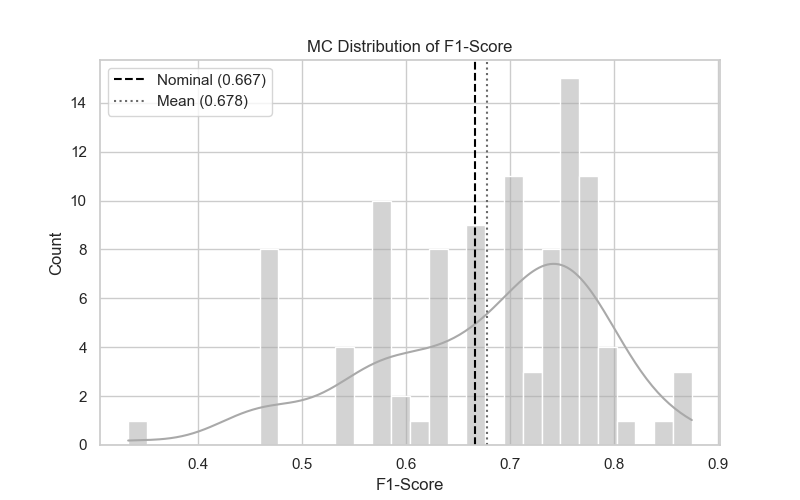 MC Distribution of F1-Score
Nominal (0.667)
Mean (0.678)
14
12
10
8
6
4
2
0
Count
0.4 0.5 0.6 0.7 0.8 0.9
F1-Score